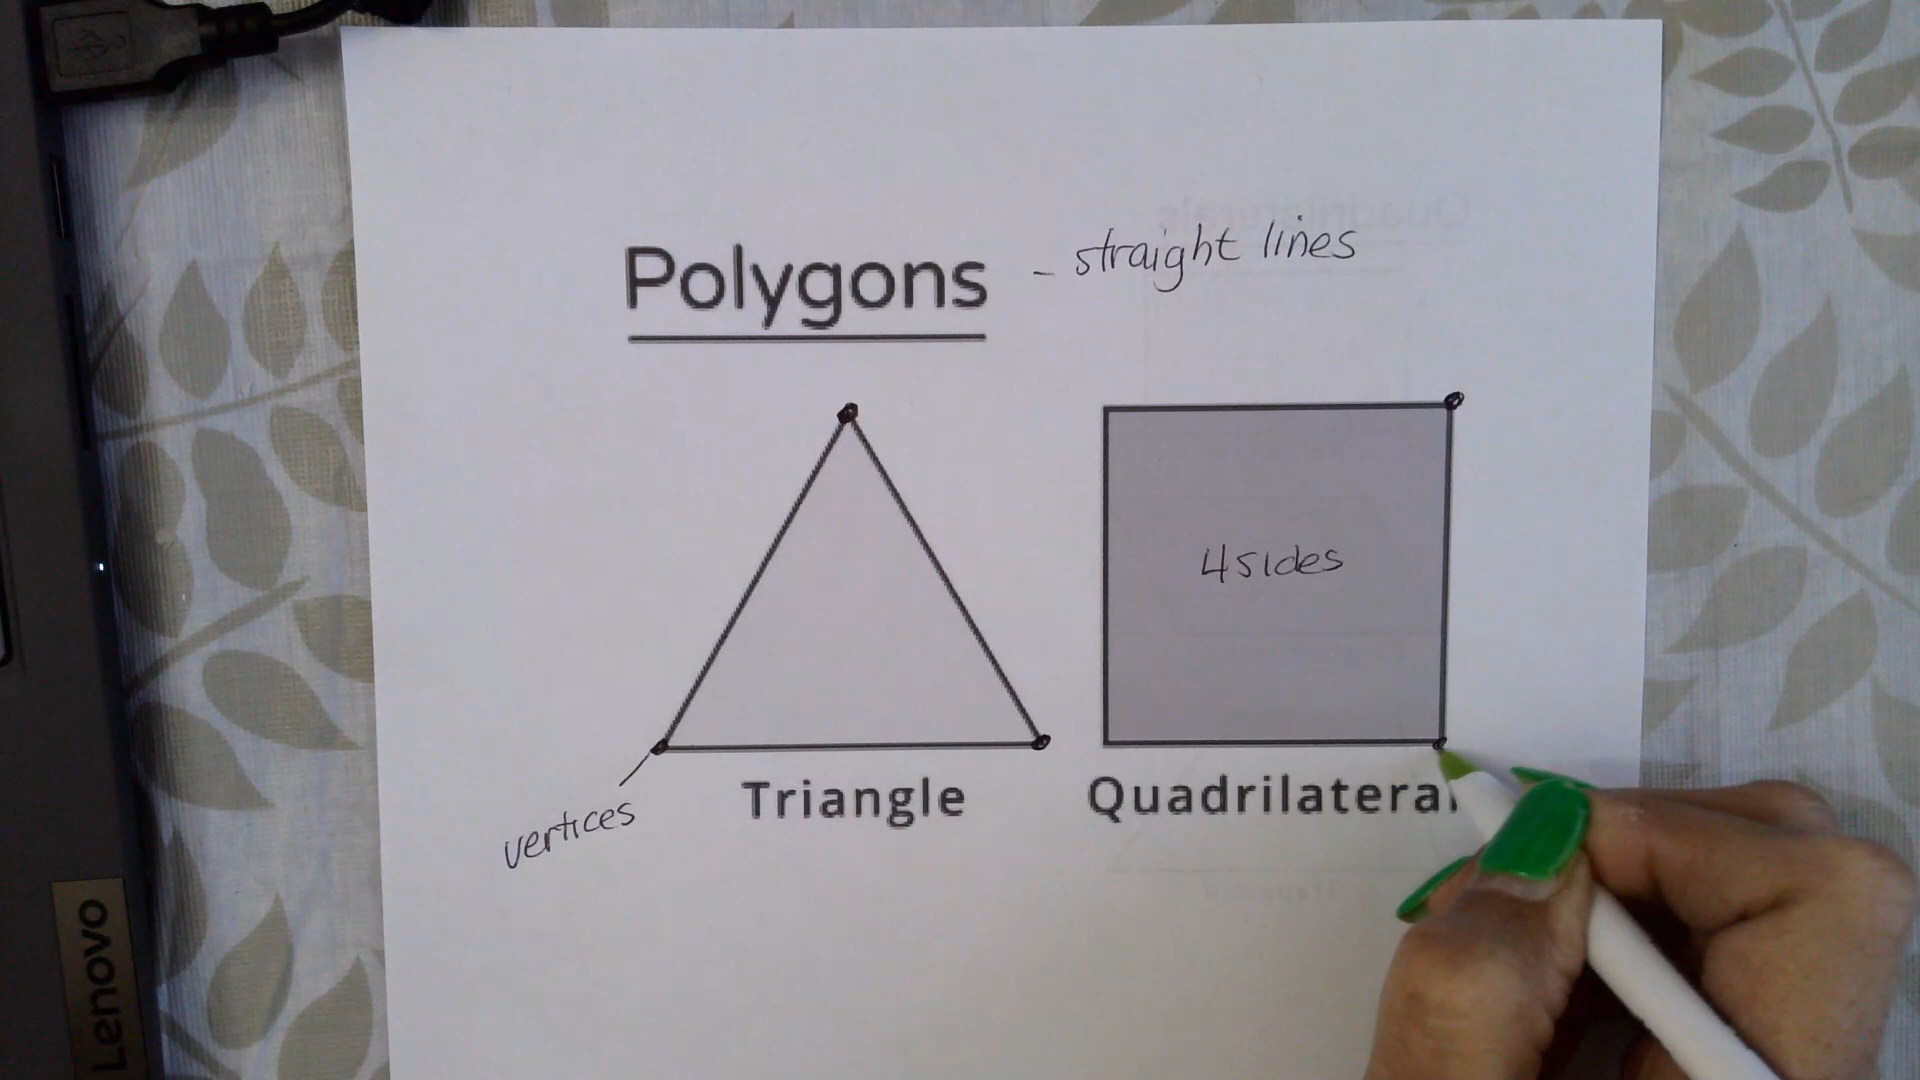 Polygons - straight lines
4 sides
Triangle
Quadrilateral
vertices
Lenovo